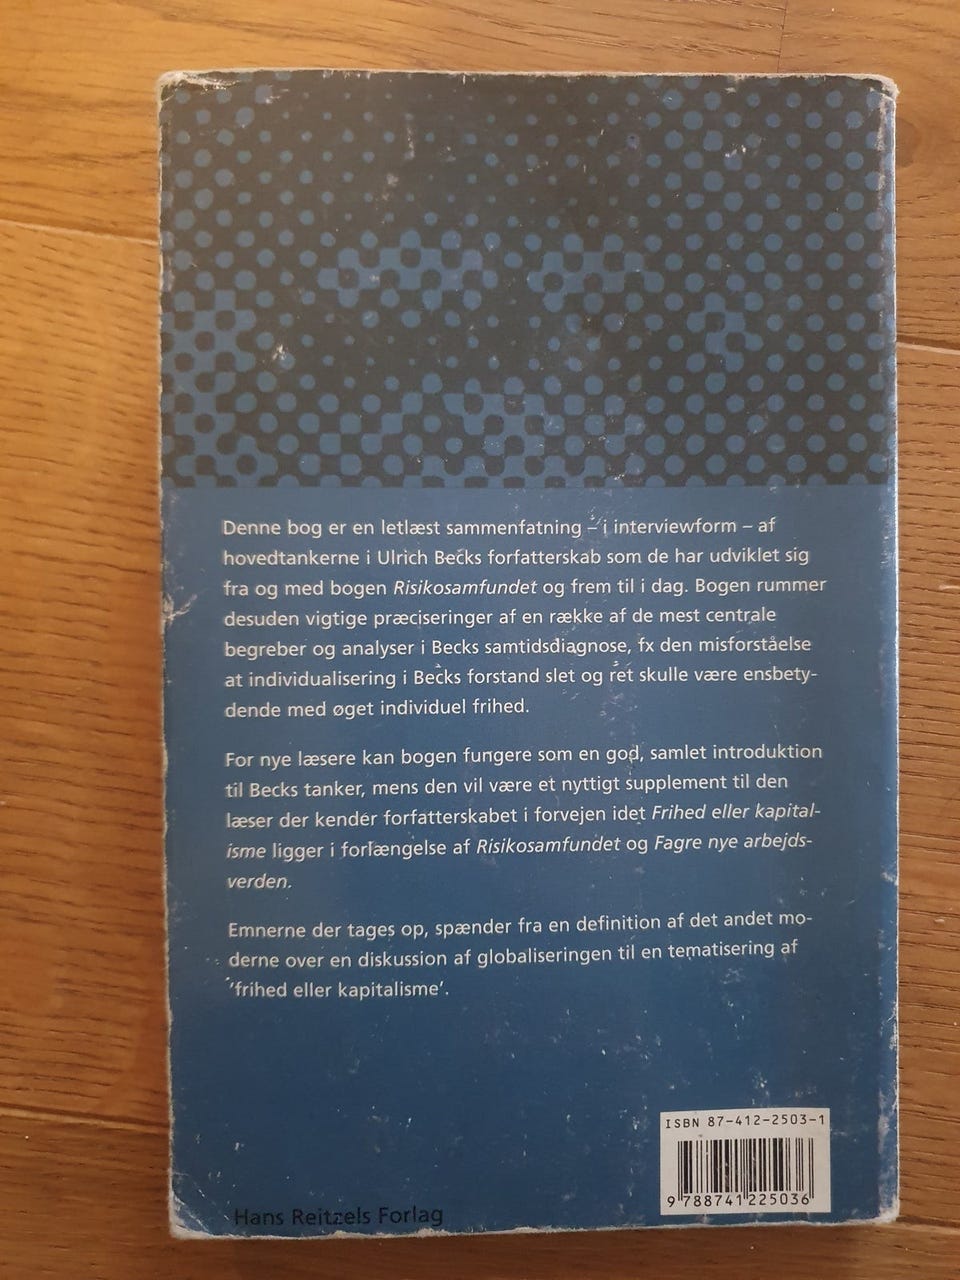 Denne bog er en letlæst sammenfatning – i interviewform – af
hovedtankerne i Ulrich Becks forfatterskab som de har udviklet sig
fra og med bogen Risikosamfundet og frem til i dag. Bogen rummer
desuden vigtige præciseringer af en række af de mest centrale
begreber og analyser i Becks samtidsdiagnose, fx den misforståelse
at individualisering i Becks forstand slet og ret skulle være ensbety-
dende med øget individuel frihed.
For nye læsere kan bogen fungere som en god, samlet introduktion
til Becks tanker, mens den vil være et nyttigt supplement til den
læser der kender forfatterskabet i forvejen idet Frihed eller kapital-
isme ligger i forlængelse af Risikosamfundet og Fagre nye arbejds-
verden.
Emnerne der tages op, spænder fra en definition af det andet mo-
derne over en diskussion af globaliseringen til en tematisering af
'frihed eller kapitalisme'.
ISBN 87-412-2503-1
9 788741 225036
Hans Reitzels Forlag